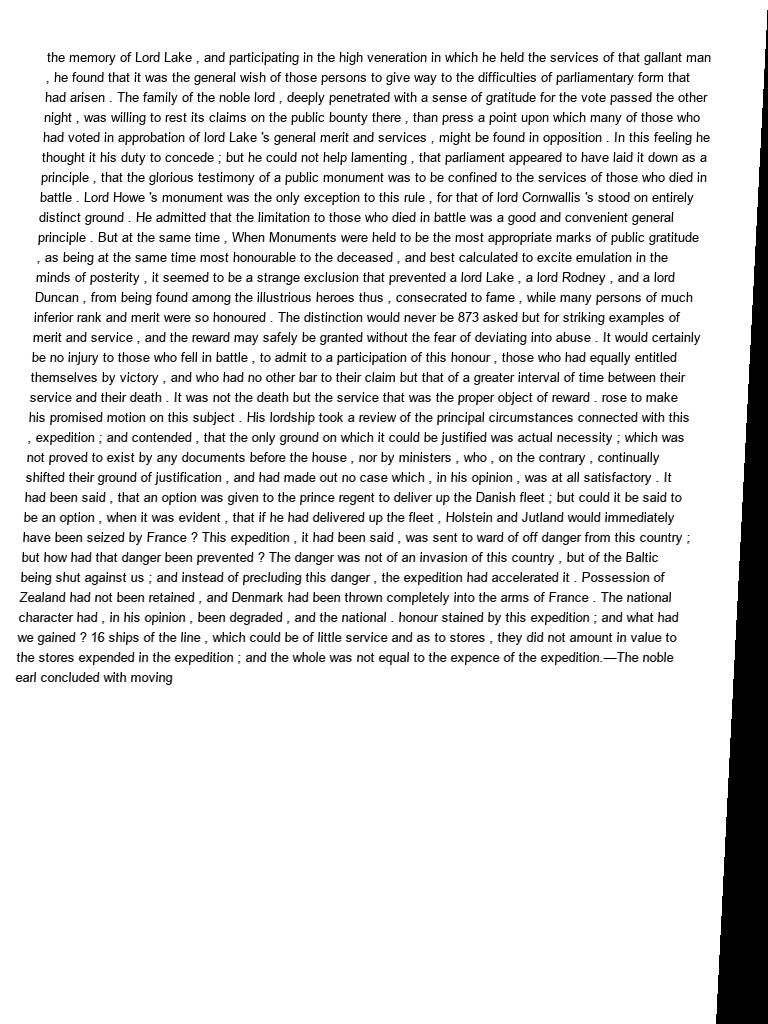 the memory of Lord Lake , and participating in the high veneration in which he held the services of that gallant man
, he found that it was the general wish of those persons to give way to the difficulties of parliamentary form that
had arisen . The family of the noble lord , deeply penetrated with a sense of gratitude for the vote passed the other
night , was willing to rest its claims on the public bounty there , than press a point upon which many of those who
had voted in approbation of lord Lake 's general merit and services , might be found in opposition . In this feeling he
thought it his duty to concede ; but he could not help lamenting , that parliament appeared to have laid it down as a
principle , that the glorious testimony of a public monument was to be confined to the services of those who died in
battle . Lord Howe 's monument was the only exception to this rule , for that of lord Cornwallis 's stood on entirely
distinct ground . He admitted that the limitation to those who died in battle was a good and convenient general
principle . But at the same time , When Monuments were held to be the most appropriate marks of public gratitude
, as being at the same time most honourable to the deceased , and best calculated to excite emulation in the
minds of posterity , it seemed to be a strange exclusion that prevented a lord Lake , a lord Rodney , and a lord
Duncan , from being found among the illustrious heroes thus , consecrated to fame , while many persons of much
inferior rank and merit were so honoured . The distinction would never be 873 asked but for striking examples of
merit and service , and the reward may safely be granted without the fear of deviating into abuse . It would certainly
be no injury to those who fell in battle , to admit to a participation of this honour , those who had equally entitled
themselves by victory , and who had no other bar to their claim but that of a greater interval of time between their
service and their death . It was not the death but the service that was the proper object of reward . rose to make
his promised motion on this subject . His lordship took a review of the principal circumstances connected with this
, expedition ; and contended , that the only ground on which it could be justified was actual necessity ; which was
not proved to exist by any documents before the house , nor by ministers , who , on the contrary , continually
shifted their ground of justification , and had made out no case which , in his opinion , was at all satisfactory . It
had been said , that an option was given to the prince regent to deliver up the Danish fleet ; but could it be said to
be an option , when it was evident , that if he had delivered up the fleet , Holstein and Jutland would immediately
have been seized by France ? This expedition , it had been said , was sent to ward of off danger from this country ;
but how had that danger been prevented ? The danger was not of an invasion of this country , but of the Baltic
being shut against us ; and instead of precluding this danger , the expedition had accelerated it . Possession of
Zealand had not been retained , and Denmark had been thrown completely into the arms of France . The national
character had , in his opinion , been degraded , and the national . honour stained by this expedition ; and what had
we gained ? 16 ships of the line , which could be of little service and as to stores , they did not amount in value to
the stores expended in the expedition ; and the whole was not equal to the expence of the expedition.—The noble
earl concluded with moving